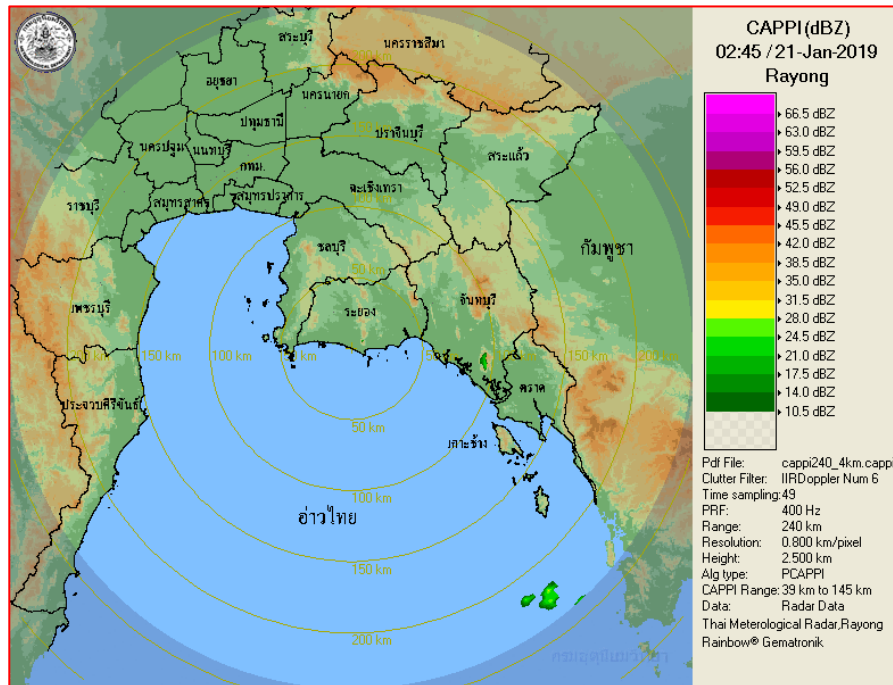 CAPPI (dBZ)
02:45 / 21-Jan-2019
Rayong
66.5 dBZ
63.0 dBZ
59.5 dBZ
56.0 dBZ
52.5 dBZ
49.0 dBZ
45.5 dBZ
42.0 dBZ
38.5 dBZ
35.0 dBZ
31.5 dBZ
28.0 dBZ
24.5 dBZ
21.0 dBZ
17.5 dBZ
14.0 dBZ
10.5 dBZ
Pdf File: cappi240_4km.cappi
Clutter Filter: IIRDoppler Num 6
Time sampling:49
PRF: 400 Hz
Range: 240 km
Resolution: 0.800 km/pixel
Height: 2.500 km
Alg type: PCAPPI
CAPPI Range: 39 km to 145 km
Data: Radar Data
Thai Meterological Radar,Rayong
Rainbow® Gematronik
สระบุรี
นครราชสีมา
อยุธยา
นครนายก
ปทุมธานี
ปราจีนบุรี
นครปฐม
นนทบุรี
สระแก้ว
กทม.
ฉะเชิงเทรา
ราชบุรี
สมุทรสาคร
สมุทรปราการ
ชลบุรี
กัมพูชา
เพชรบุรี
ระยอง
จันทบุรี
150 km
100 km
150 km
200 km
ตราด
ประจวบคีรีขันธ์
50 km
เกาะช้าง
100 km
อ่าวไทย
150 km
200 km
กรมอุตุนิยมวิทยา